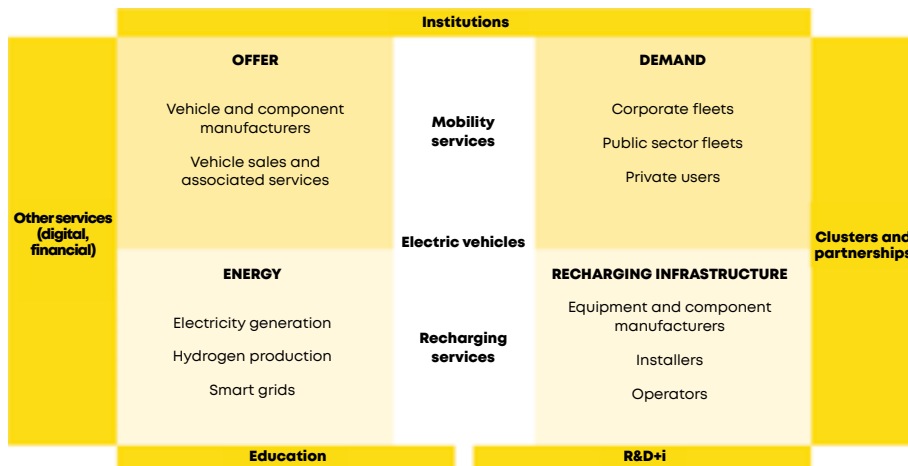 Institutions
OFFER
Vehicle and component
manufacturers
Vehicle sales and
associated services
Mobility
services
DEMAND
Corporate fleets
Public sector fleets
Private users
Other services
(digital,
financial)
Electric vehicles
Clusters and
partnerships
ENERGY
Electricity generation
Hydrogen production
Smart grids
Recharging
services
RECHARGING INFRASTRUCTURE
Equipment and component
manufacturers
Installers
Operators
Education
R&D+i